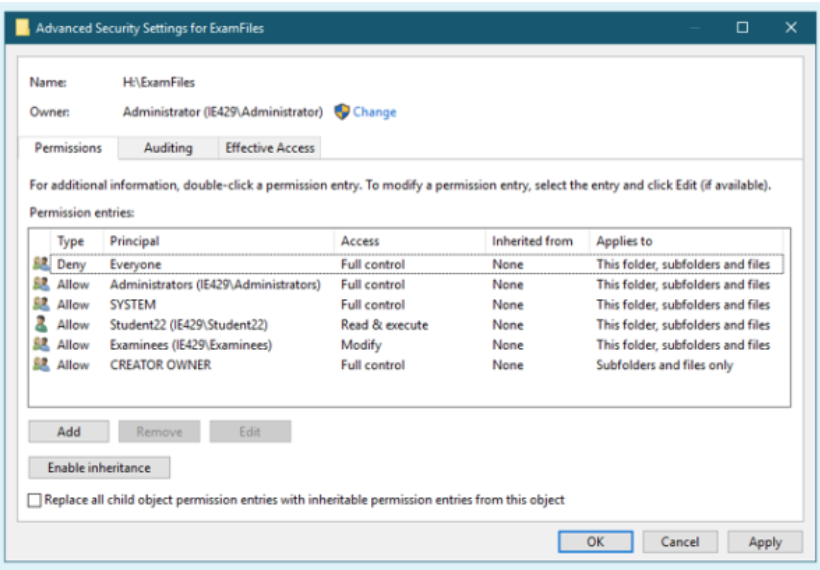 Advanced Security Settings for ExamFiles
Name: H:\ExamFiles
Owner: Administrator (IE429\Administrator) Change
Permissions Auditing Effective Access
For additional information, double-click a permission entry. To modify a permission entry, select the entry and click Edit (if available).
Permission entries:
Type Principal Access Inherited from Applies to
Deny Everyone Full control None This folder, subfolders and files
Allow Administrators (IE429\Administrators) Full control None This folder, subfolders and files
Allow SYSTEM Full control None This folder, subfolders and files
Allow Student22 (IE429\Student22) Read & execute None This folder, subfolders and files
Allow Examinees (IE429\Examinees) Modify None This folder, subfolders and files
Allow CREATOR OWNER Full control None Subfolders and files only
Add Remove Edit
Enable inheritance
Replace all child object permission entries with inheritable permission entries from this object
OK Cancel Apply